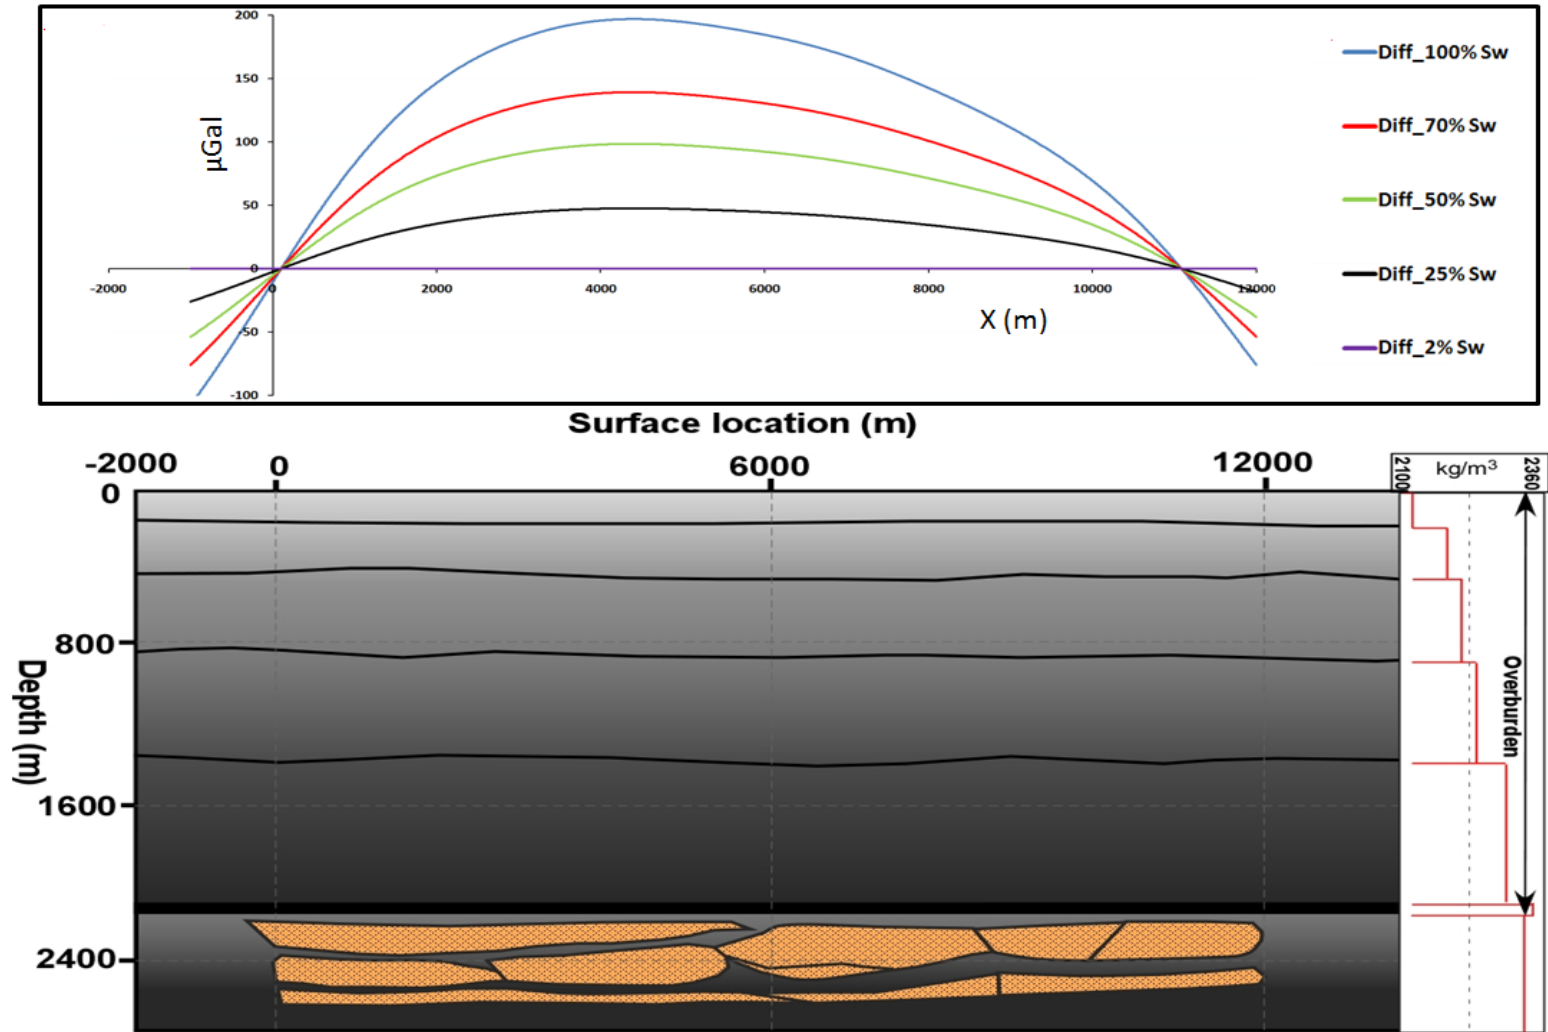 200
150
100
50
0
-50
-100
µGal
-2000
0
2000
4000
6000
8000
10000
12000
X (m)
Diff_100% Sw
Diff_70% Sw
Diff_50% Sw
Diff_25% Sw
Diff_2% Sw
Surface location (m)
-2000
0
6000
12000
0
800
1600
2400
Depth (m)
2100
kg/m³
2360
Overburden